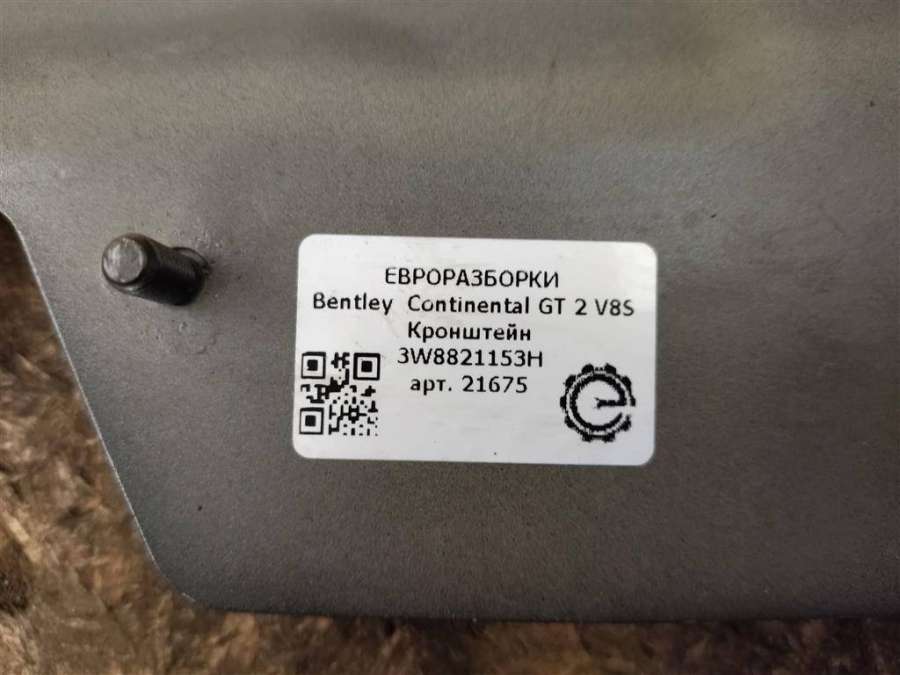 ЕВРОРАЗБОРКИ
Bentley Continental GT 2 V8S
Кронштейн
3W8821153H
арт. 21675